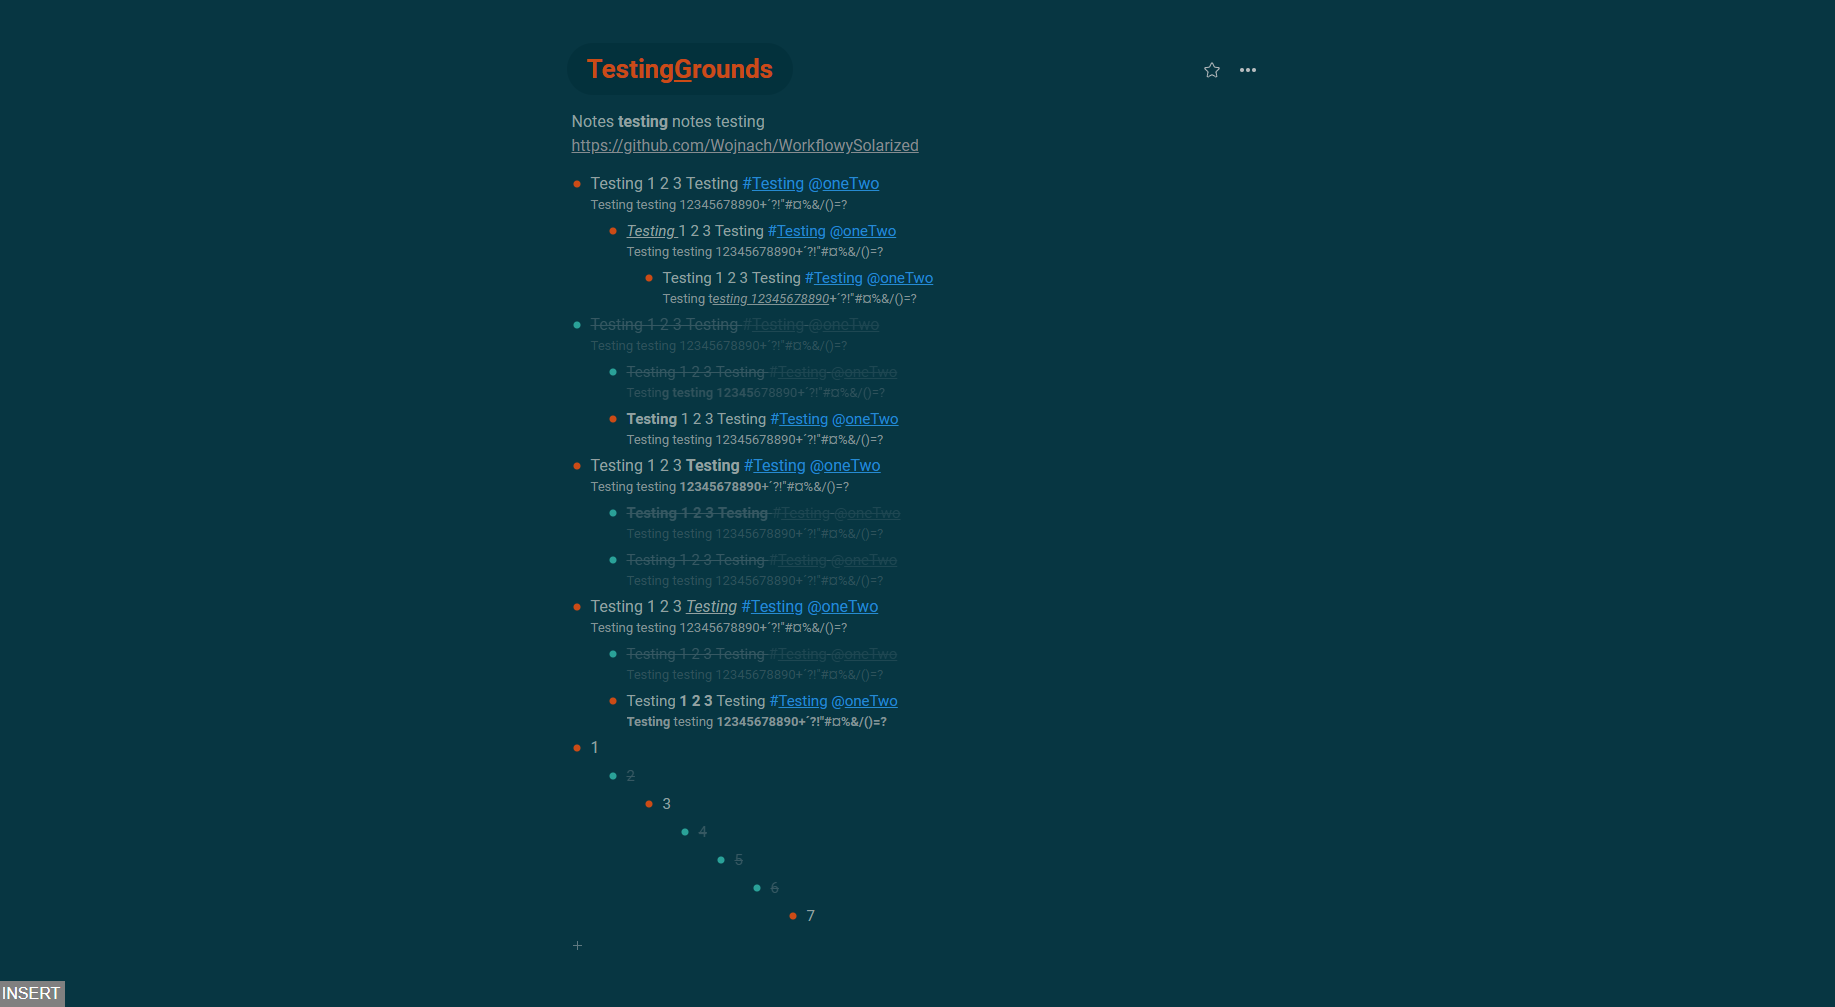 TestingGrounds
Notes testing notes testing
https://github.com/Wojnach/WorkflowySolarized
Testing 1 2 3 Testing #Testing @oneTwo
Testing testing 12345678890+´?!"#¤%&/()=?
Testing 1 2 3 Testing #Testing @oneTwo
Testing testing 12345678890+´?!"#¤%&/()=?
Testing 1 2 3 Testing #Testing @oneTwo
Testing testing 12345678890+´?!"#¤%&/()=?
Testing 1 2 3 Testing #Testing @oneTwo
Testing testing 12345678890+´?!"#¤%&/()=?
Testing 1 2 3 Testing #Testing @oneTwo
Testing testing 12345678890+´?!"#¤%&/()=?
Testing 1 2 3 Testing #Testing @oneTwo
Testing testing 12345678890+´?!"#¤%&/()=?
Testing 1 2 3 Testing #Testing @oneTwo
Testing testing 12345678890+´?!"#¤%&/()=?
Testing 1 2 3 Testing #Testing @oneTwo
Testing testing 12345678890+´?!"#¤%&/()=?
Testing 1 2 3 Testing #Testing @oneTwo
Testing testing 12345678890+´?!"#¤%&/()=?
Testing 1 2 3 Testing #Testing @oneTwo
Testing testing 12345678890+´?!"#¤%&/()=?
Testing 1 2 3 Testing #Testing @oneTwo
Testing testing 12345678890+´?!"#¤%&/()=?
Testing 1 2 3 Testing #Testing @oneTwo
Testing testing 12345678890+´?!"#¤%&/()=?
1
2
3
4
5
6
7
+
INSERT